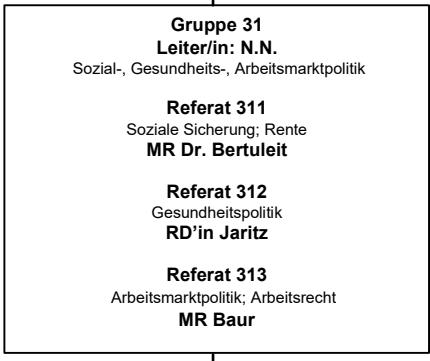 Gruppe 31
Leiter/in: N.N.
Sozial-, Gesundheits-, Arbeitsmarktpolitik
Referat 311
Soziale Sicherung; Rente
MR Dr. Bertuleit
Referat 312
Gesundheitspolitik
RD’in Jaritz
Referat 313
Arbeitsmarktpolitik; Arbeitsrecht
MR Baur